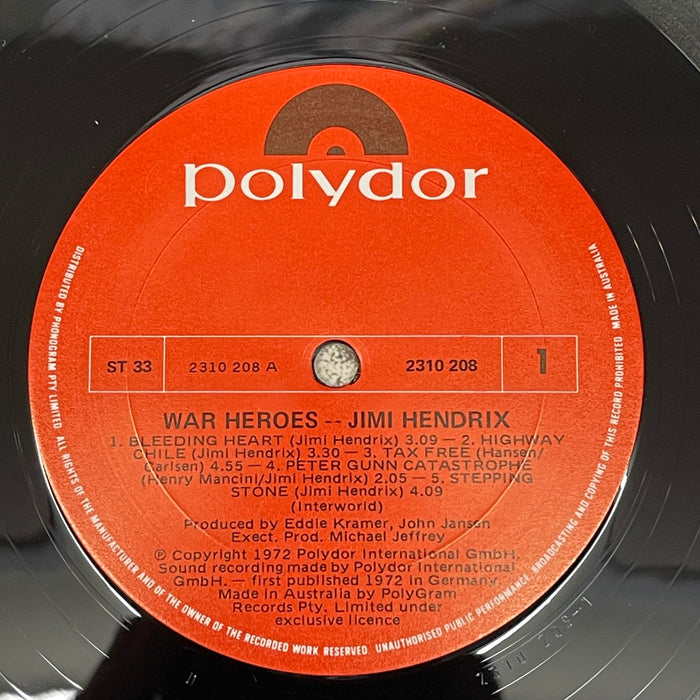 polydor
ST 33 2310 208 A 2310 208 1
WAR HEROES -- JIMI HENDRIX
1. BLEEDING HEART (Jimi Hendrix) 3.09 — 2. HIGHWAY
CHILE (Jimi Hendrix) 3.30 — 3. TAX FREE (Hansen/
Carlsen) 4.55 — 4. PETER GUNN CATASTROPHE
(Henry Mancini/Jimi Hendrix) 2.05 — 5. STEPPING
STONE (Jimi Hendrix) 4.09
(Interworld)
Produced by Eddie Kramer, John Jansen
Exect. Prod. Michael Jeffrey
℗ Copyright 1972 Polydor International GmbH.
Sound recording made by Polydor International
GmbH. — first published 1972 in Germany.
Made in Australia by PolyGram
Records Pty. Limited under
exclusive licence
DISTRIBUTED BY PHONOGRAM PTY LIMITED. ALL RIGHTS OF THE MANUFACTURER AND OF THE OWNER OF THE RECORDED WORK RESERVED. UNAUTHORISED PUBLIC PERFORMANCE, BROADCASTING AND COPYING OF THIS RECORD PROHIBITED. MADE IN AUSTRALIA